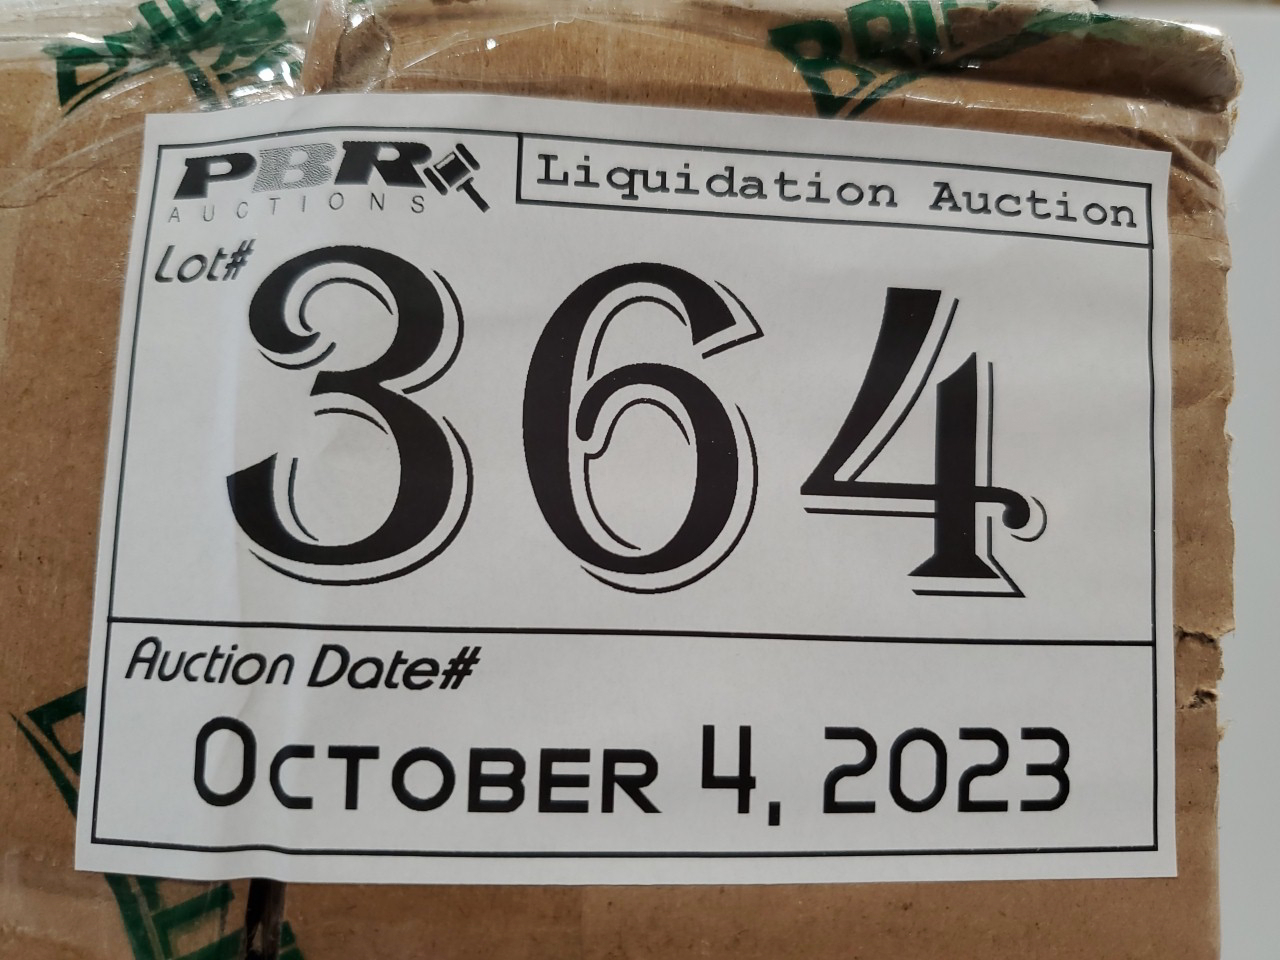 PBR
AUCTIONS
Liquidation Auction
Lot#
364
Auction Date#
October 4, 2023